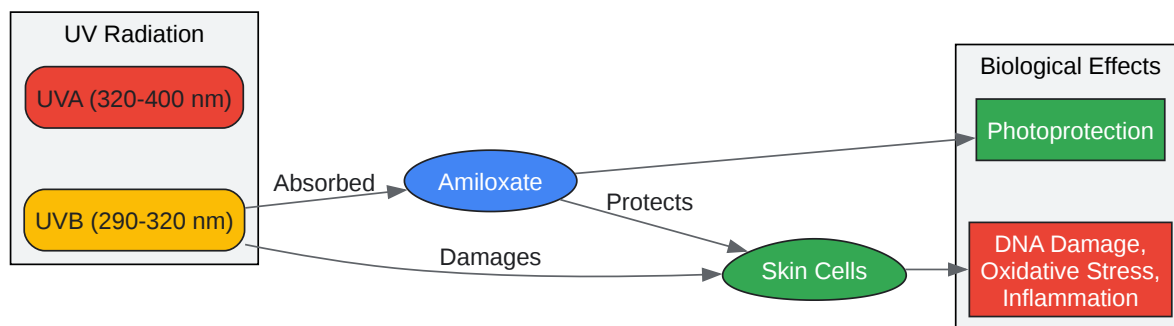 UV Radiation
UVA (320-400 nm)
UVB (290-320 nm)
Absorbed
Damages
Amiloxate
Protects
Skin Cells
Biological Effects
Photoprotection
DNA Damage,
Oxidative Stress,
Inflammation